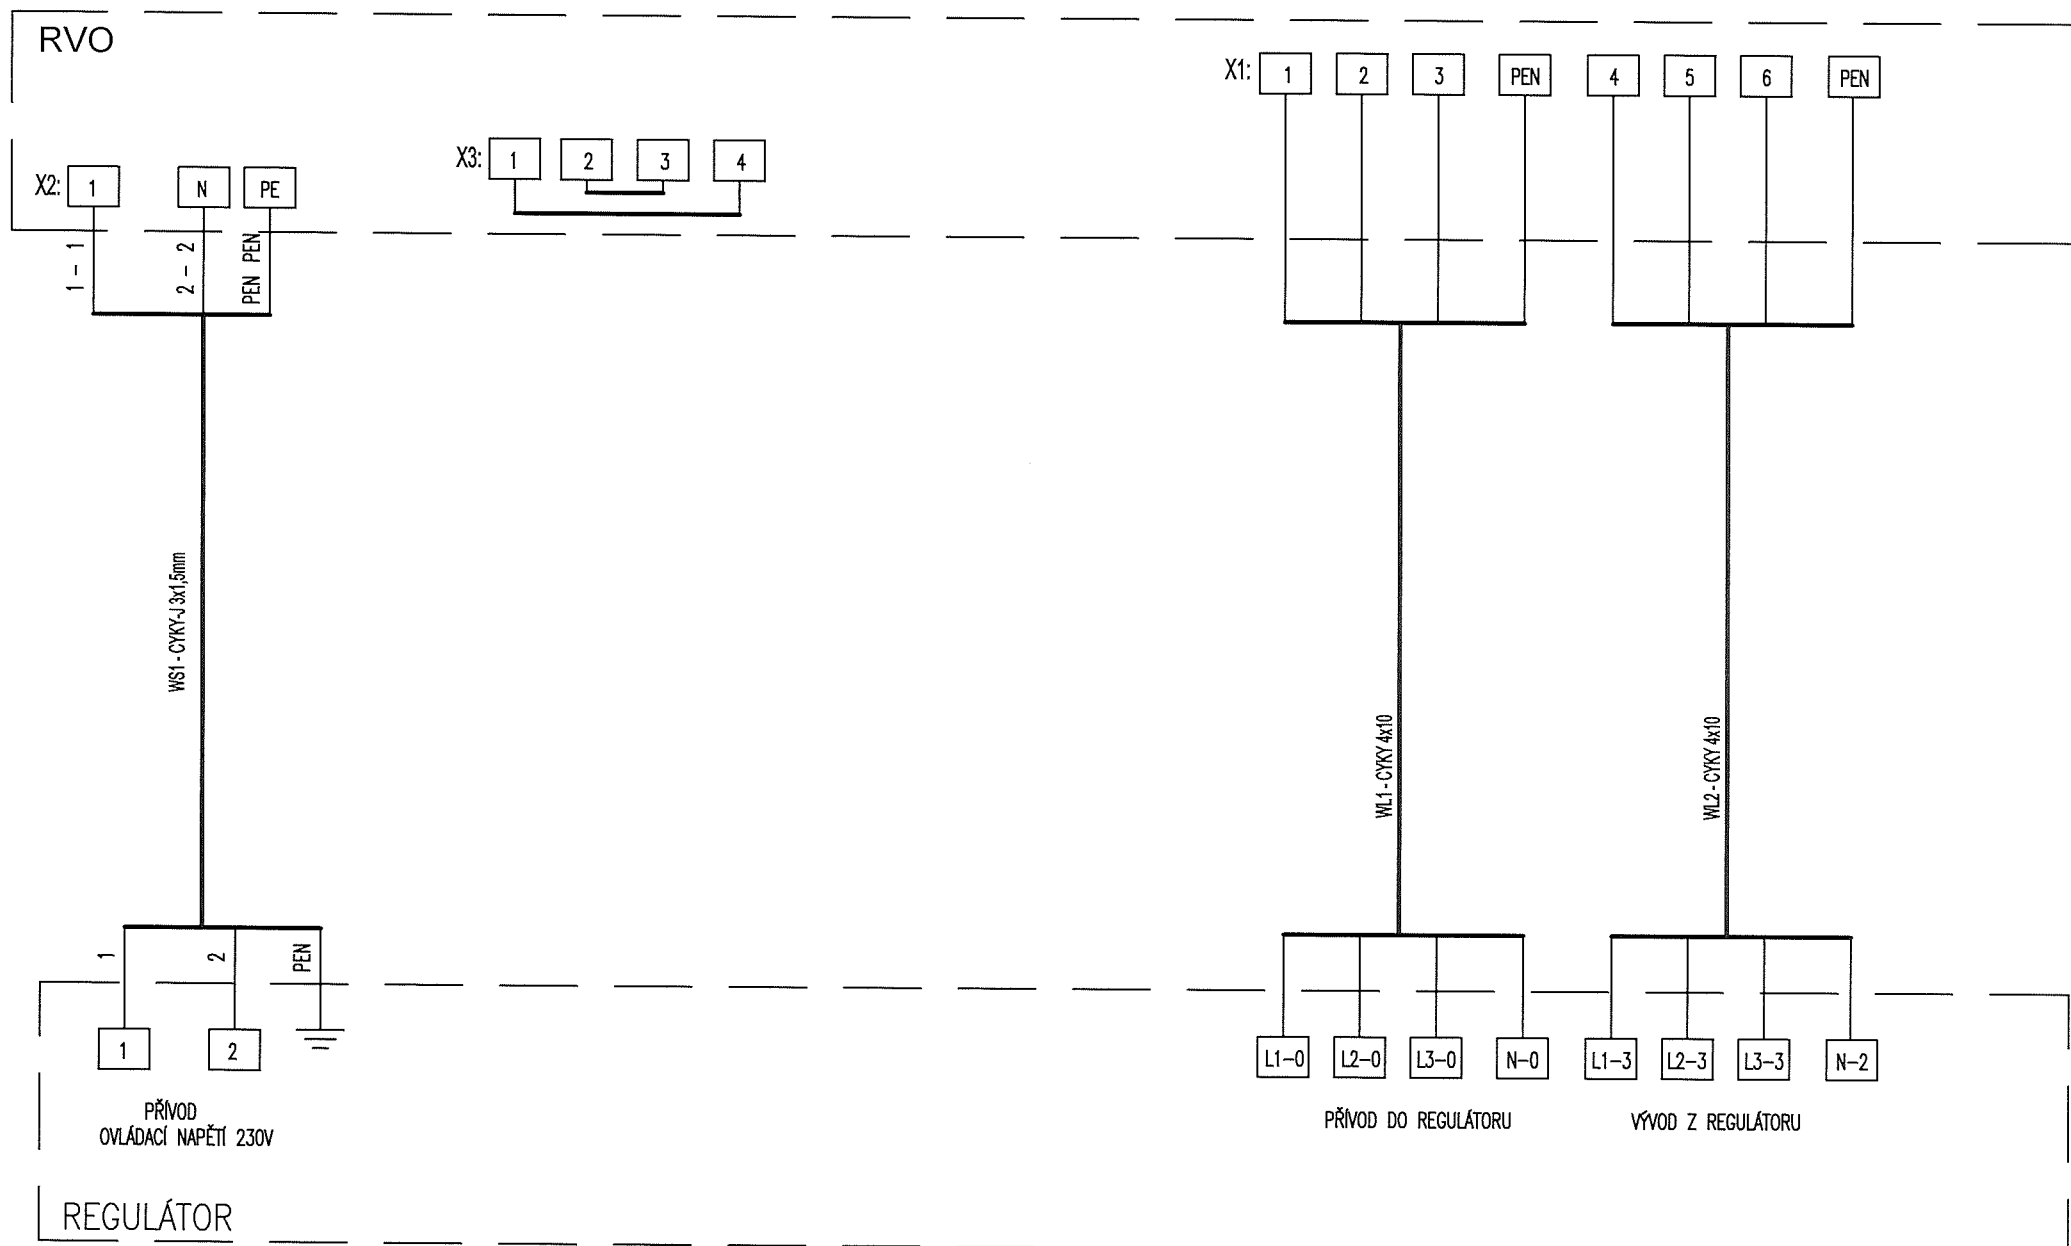 RVO
X1: 1 2 3 PEN 4 5 6 PEN
X3: 1 2 3 4
X2: 1 N PE
1 - 1
2 - 2
PEN PEN
WS1 - CYKY-J 3x1,5mm
WL1 - CYKY 4x10
WL2 - CYKY 4x10
1
2
PEN
1 2
L1-0 L2-0 L3-0 N-0 L1-3 L2-3 L3-3 N-2
PŘÍVOD
OVLÁDACÍ NAPĚTÍ 230V
PŘÍVOD DO REGULÁTORU
VÝVOD Z REGULÁTORU
REGULÁTOR